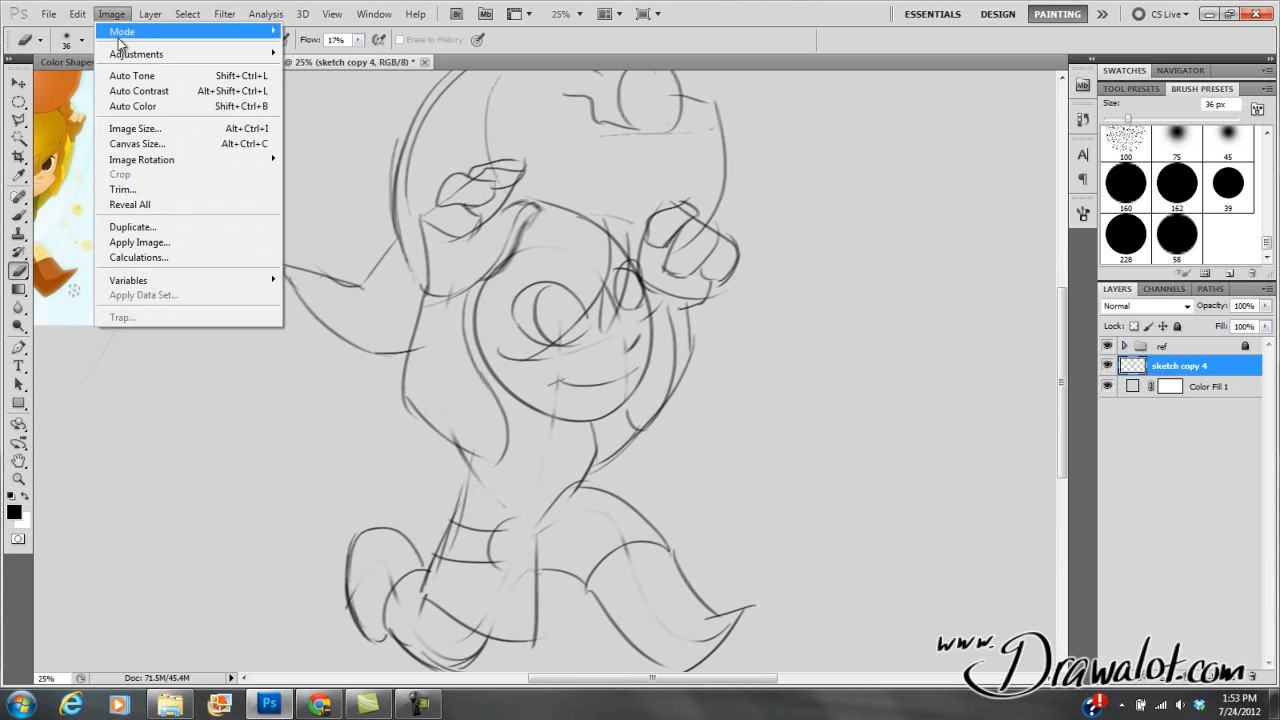 Ps File Edit Image Layer Select Filter Analysis 3D View Window Help Br Mb 25% ESSENTIALS DESIGN PAINTING CS Live
36 Flow: 17% Erase to History
Color Shapes @ 25% (sketch copy 4, RGB/8) *
Mode
Adjustments
Auto Tone Shift+Ctrl+L
Auto Contrast Alt+Shift+Ctrl+L
Auto Color Shift+Ctrl+B
Image Size... Alt+Ctrl+I
Canvas Size... Alt+Ctrl+C
Image Rotation
Crop
Trim...
Reveal All
Duplicate...
Apply Image...
Calculations...
Variables
Apply Data Set...
Trap...
SWATCHES NAVIGATOR
TOOL PRESETS BRUSH PRESETS
Size: 36 px
100 75 45
160 162 39
228 58
LAYERS CHANNELS PATHS
Normal Opacity: 100%
Lock: Fill: 100%
ref
sketch copy 4
Color Fill 1
www.Drawalot.com
25% Doc: 71.5M/45.4M
Ps
1:53 PM
7/24/2012